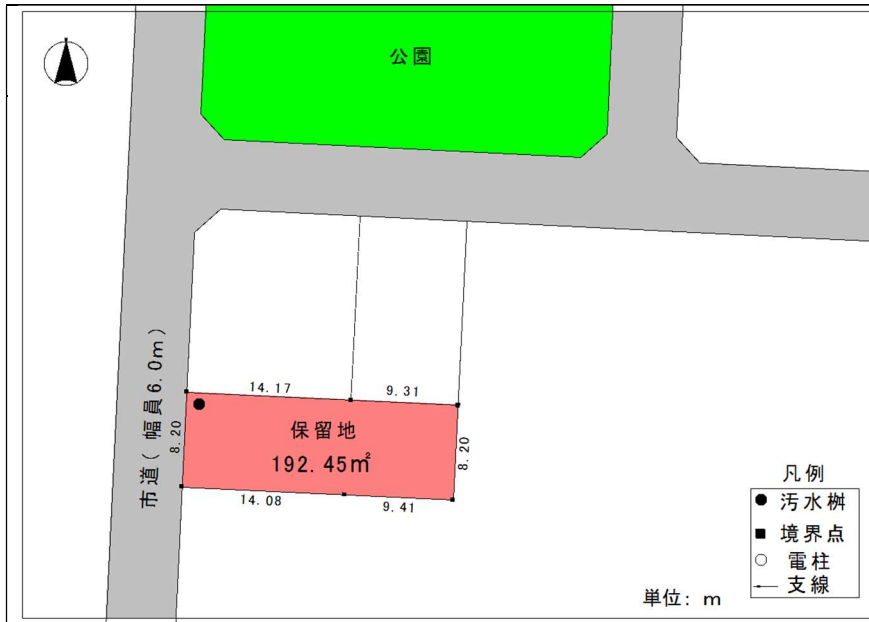 公園
市道(幅員6.0m)
14.17
9.31
8.20
保留地
192.45㎡
8.20
14.08
9.41
凡例
汚水桝
境界点
電柱
支線
単位: m